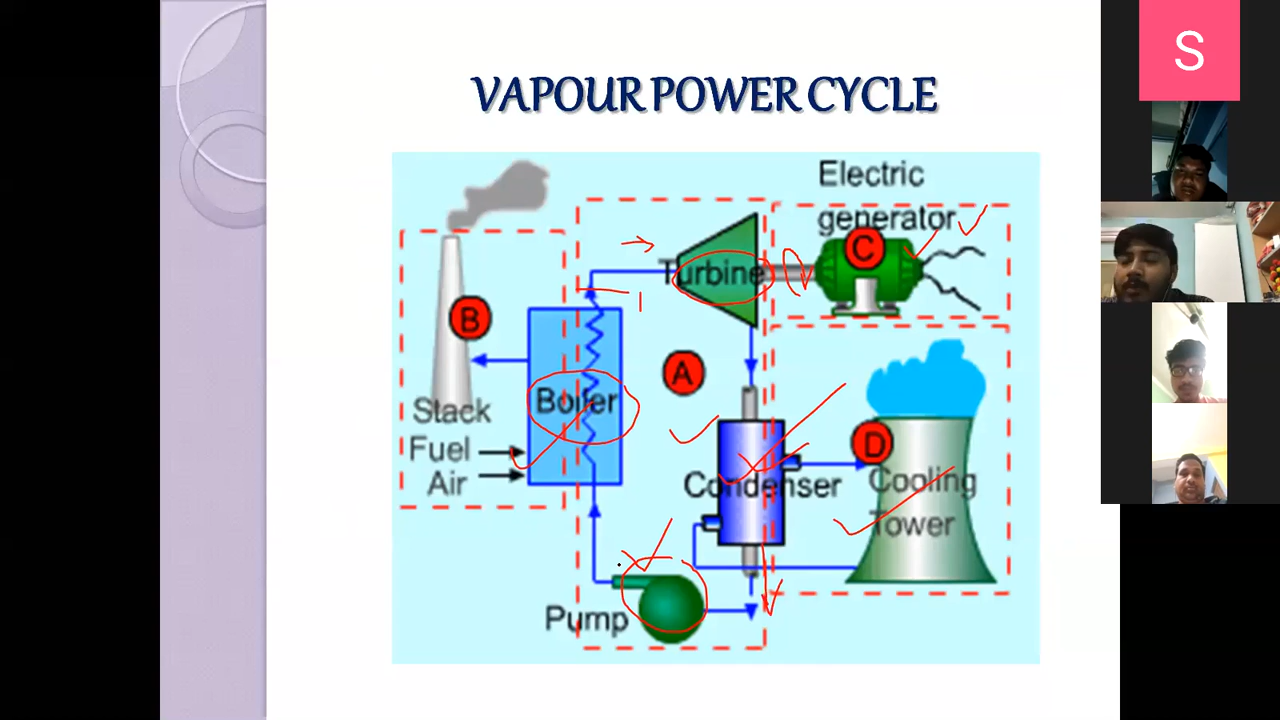 VAPOUR POWER CYCLE
S
Electric
generator
C
Turbine
B
A
Boiler
Stack
Fuel
Air
D
Condenser
Cooling
Tower
Pump